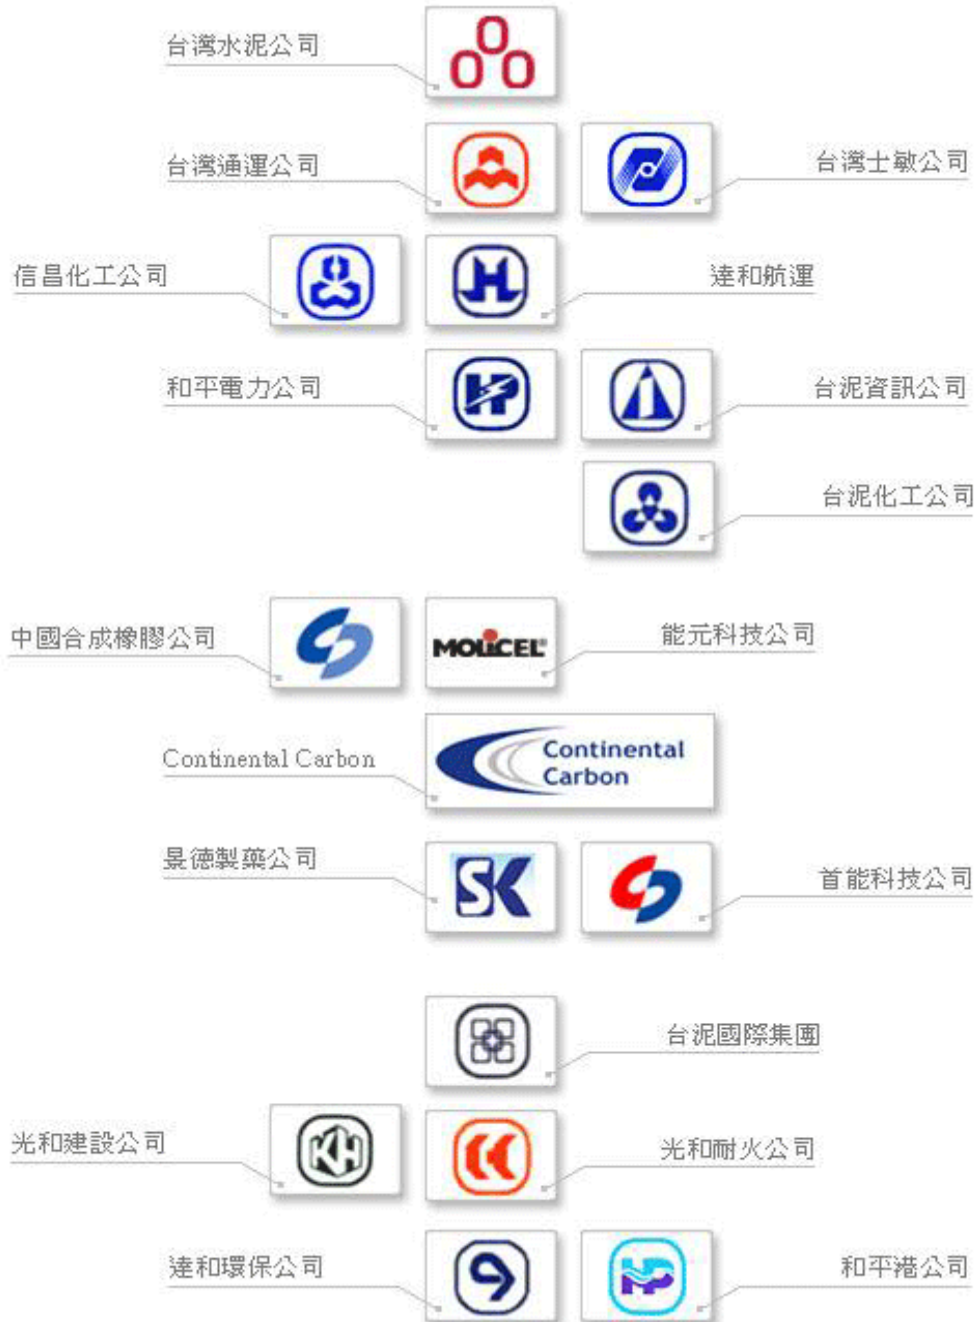 台灣水泥公司
台灣通運公司
台灣士敏公司
信昌化工公司
達和航運
和平電力公司
HP
台泥資訊公司
台泥化工公司
中國合成橡膠公司
MOLICEL®
能元科技公司
Continental Carbon
Continental
Carbon
景德製藥公司
SK
首能科技公司
台泥國際集團
光和建設公司
KH
光和耐火公司
達和環保公司
HP
和平港公司